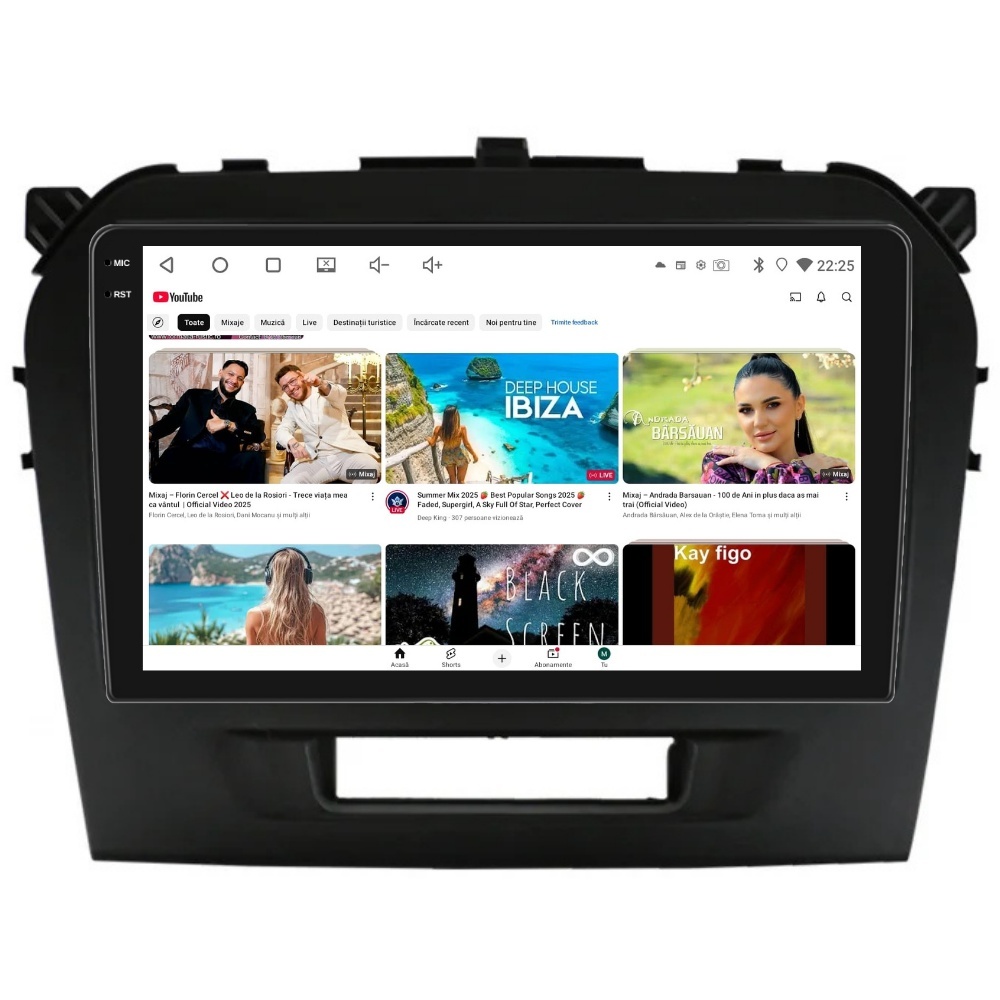 MIC
22:25
RST
YouTube
Toate
Mixaje
Muzică
Live
Destinații turistice
Încărcate recent
Noi pentru tine
Trimite feedback
DEEP HOUSE
IBIZA
ANDRADA
BARSĂUAN
Mixaj
LIVE
Mixaj
Mixaj – Florin Cercel ❌ Leo de la Rosiori - Trece viața mea
ca vântul | Official Video 2025
Florin Cercel, Leo de la Rosiori, Dani Mocanu și mulți alții
LIVE
Summer Mix 2025 🍓 Best Popular Songs 2025 🍓
Faded, Supergirl, A Sky Full Of Star, Perfect Cover
Deep King · 307 persoane vizionează
Mixaj – Andrada Barsauan - 100 de Ani in plus daca as mai
trai (Official Video)
Andrada Bârsăuan, Alex de la Orăștie, Elena Toma și mulți alții
BLACK
SCREEN
Kay figo
Acasă
Shorts
Abonamente
M
Tu